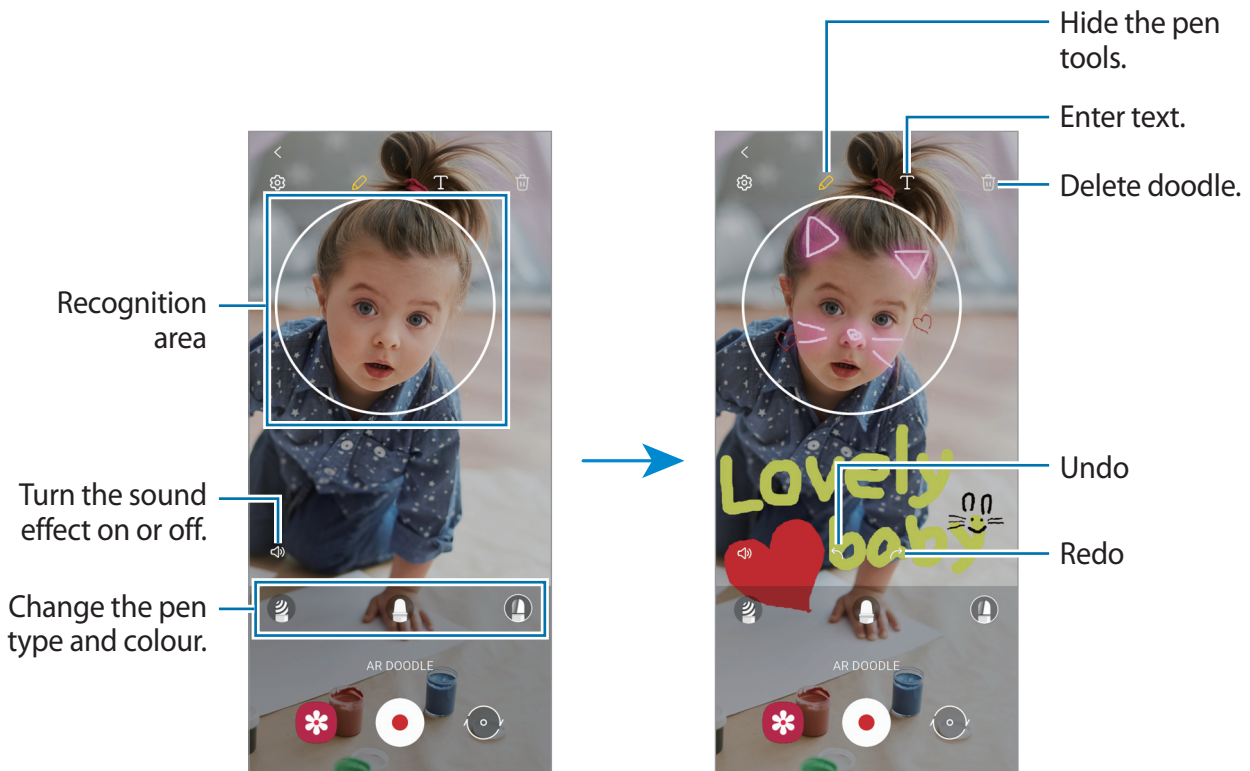 Hide the pen
tools.
Enter text.
Delete doodle.
T
T
Recognition
area
Lovely
baby
Undo
Turn the sound
effect on or off.
Redo
Change the pen
type and colour.
AR DOODLE
AR DOODLE